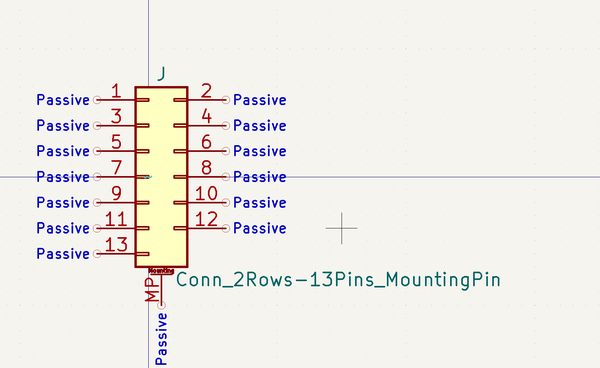 J
Passive 1 2 Passive
Passive 3 4 Passive
Passive 5 6 Passive
Passive 7 8 Passive
Passive 9 10 Passive
Passive 11 12 Passive
Passive 13
Mounting
Conn_2Rows-13Pins_MountingPin
MP
Passive